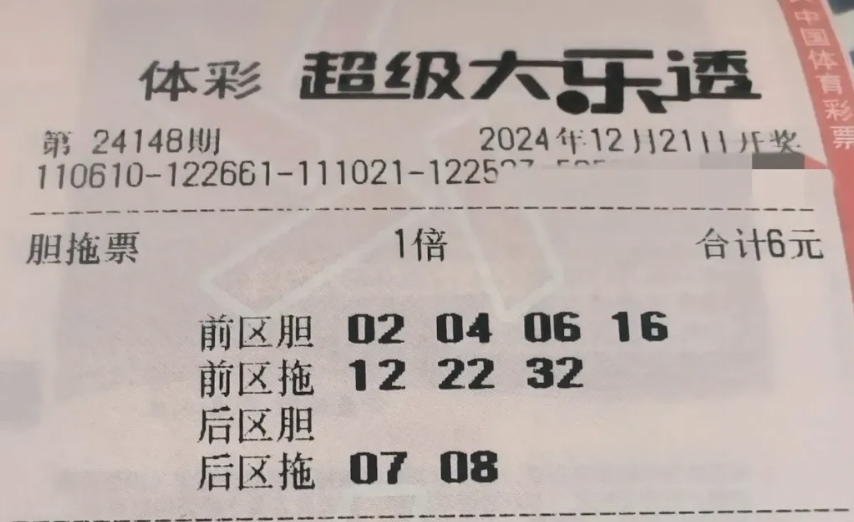 体彩 超级大乐透
第 24148期 2024年12月21日开奖
110610-122661-111021-1225
胆拖票 1倍 合计6元
前区胆 02 04 06 16
前区拖 12 22 32
后区胆
后区拖 07 08
中国体育彩票